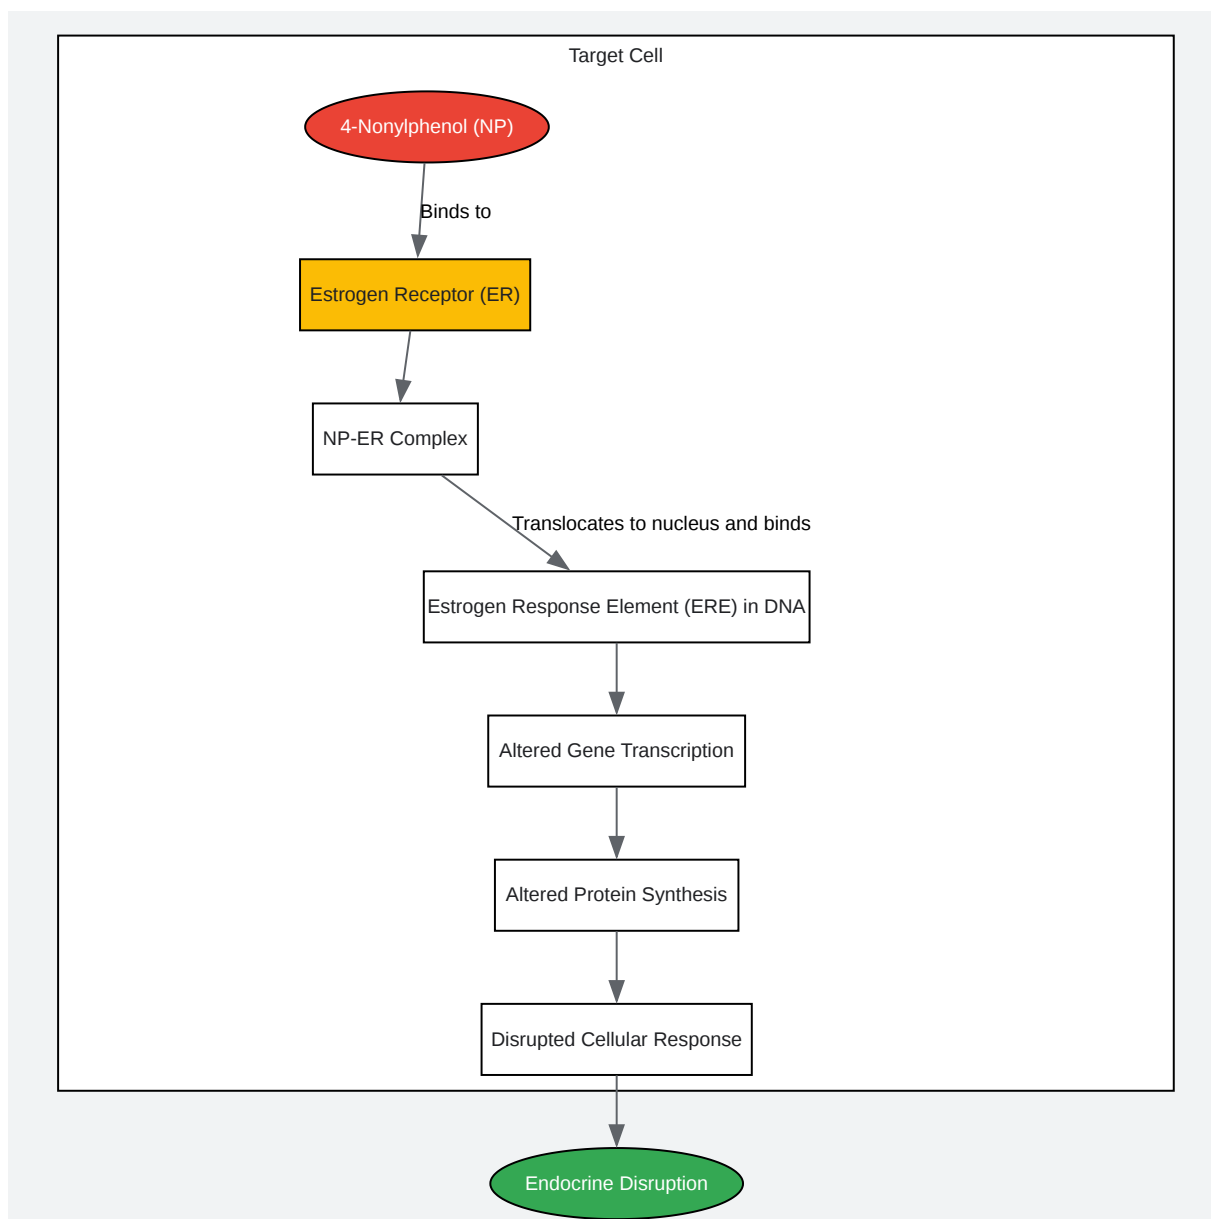 Target Cell
4-Nonylphenol (NP)
Binds to
Estrogen Receptor (ER)
NP-ER Complex
Translocates to nucleus and binds
Estrogen Response Element (ERE) in DNA
Altered Gene Transcription
Altered Protein Synthesis
Disrupted Cellular Response
Endocrine Disruption